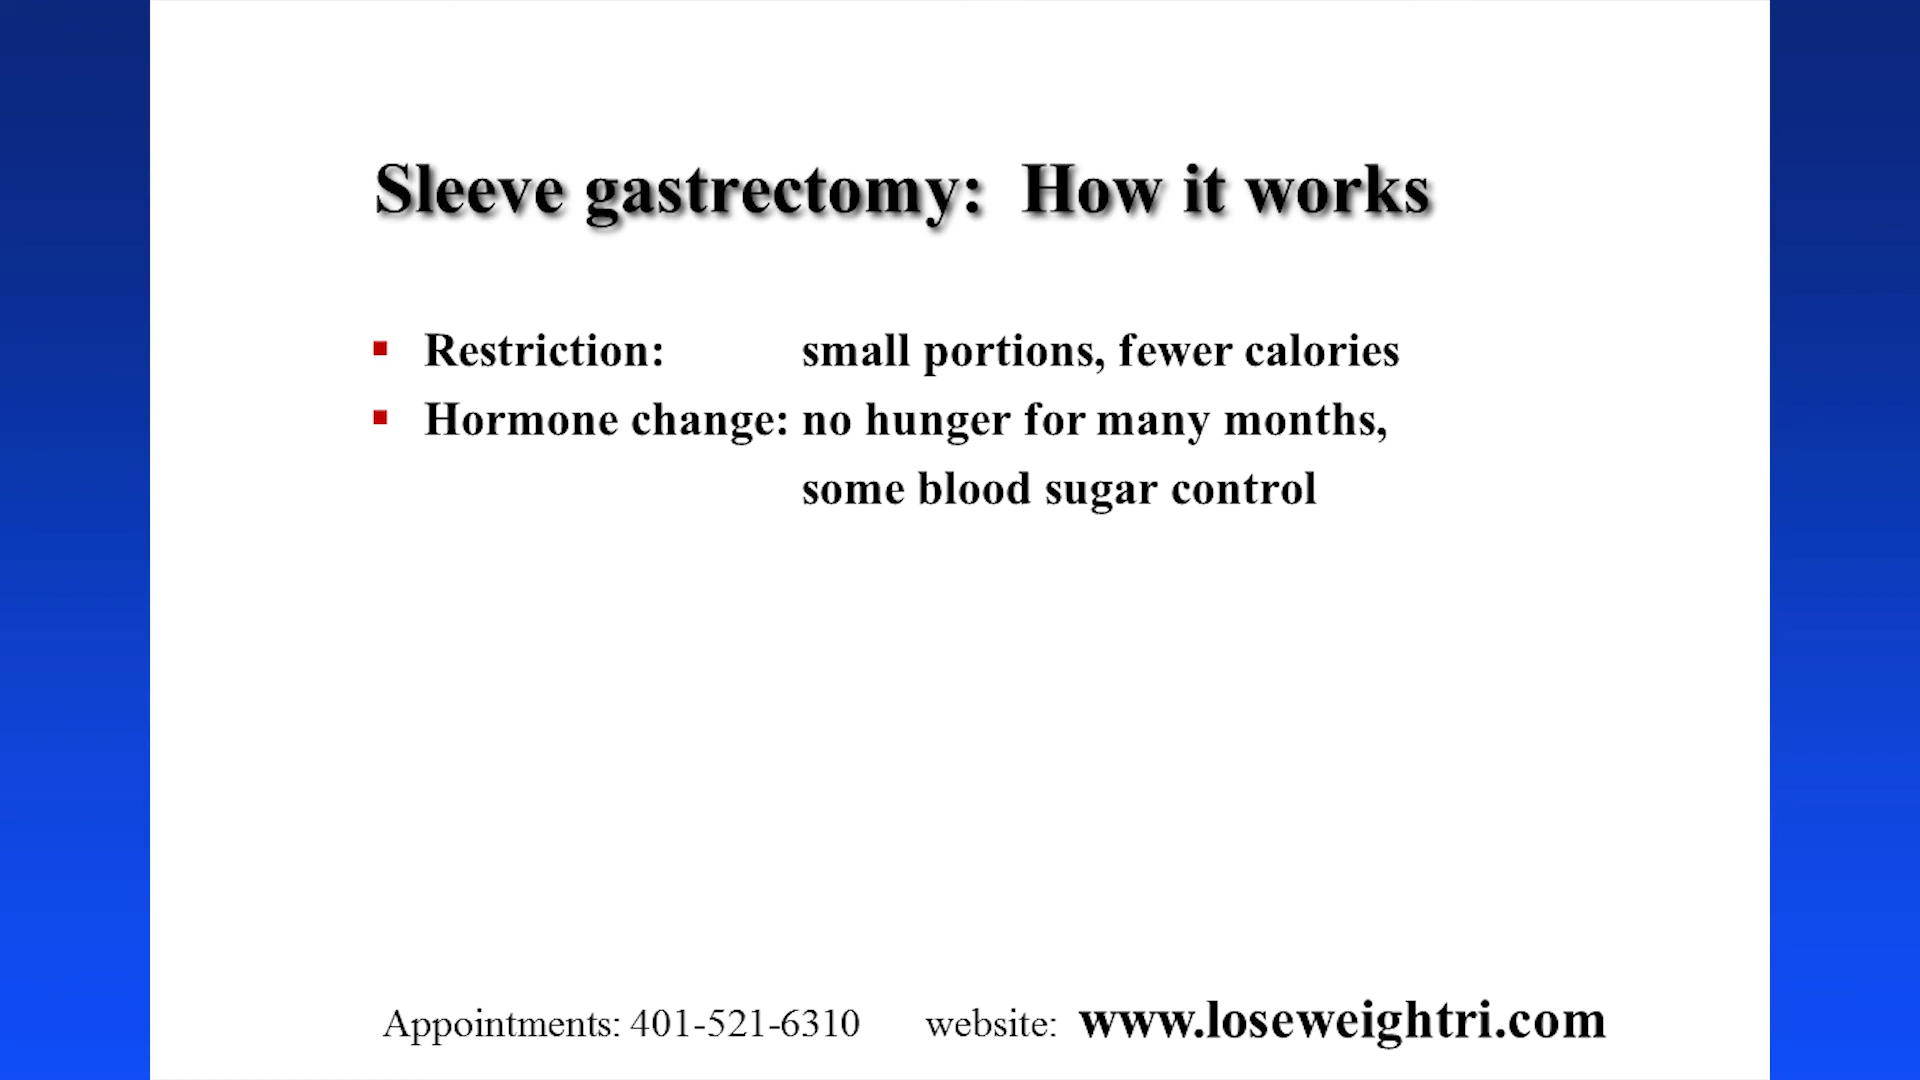 Sleeve gastrectomy: How it works
▪ Restriction: small portions, fewer calories
▪ Hormone change: no hunger for many months,
some blood sugar control
Appointments: 401-521-6310 website: www.loseweightri.com